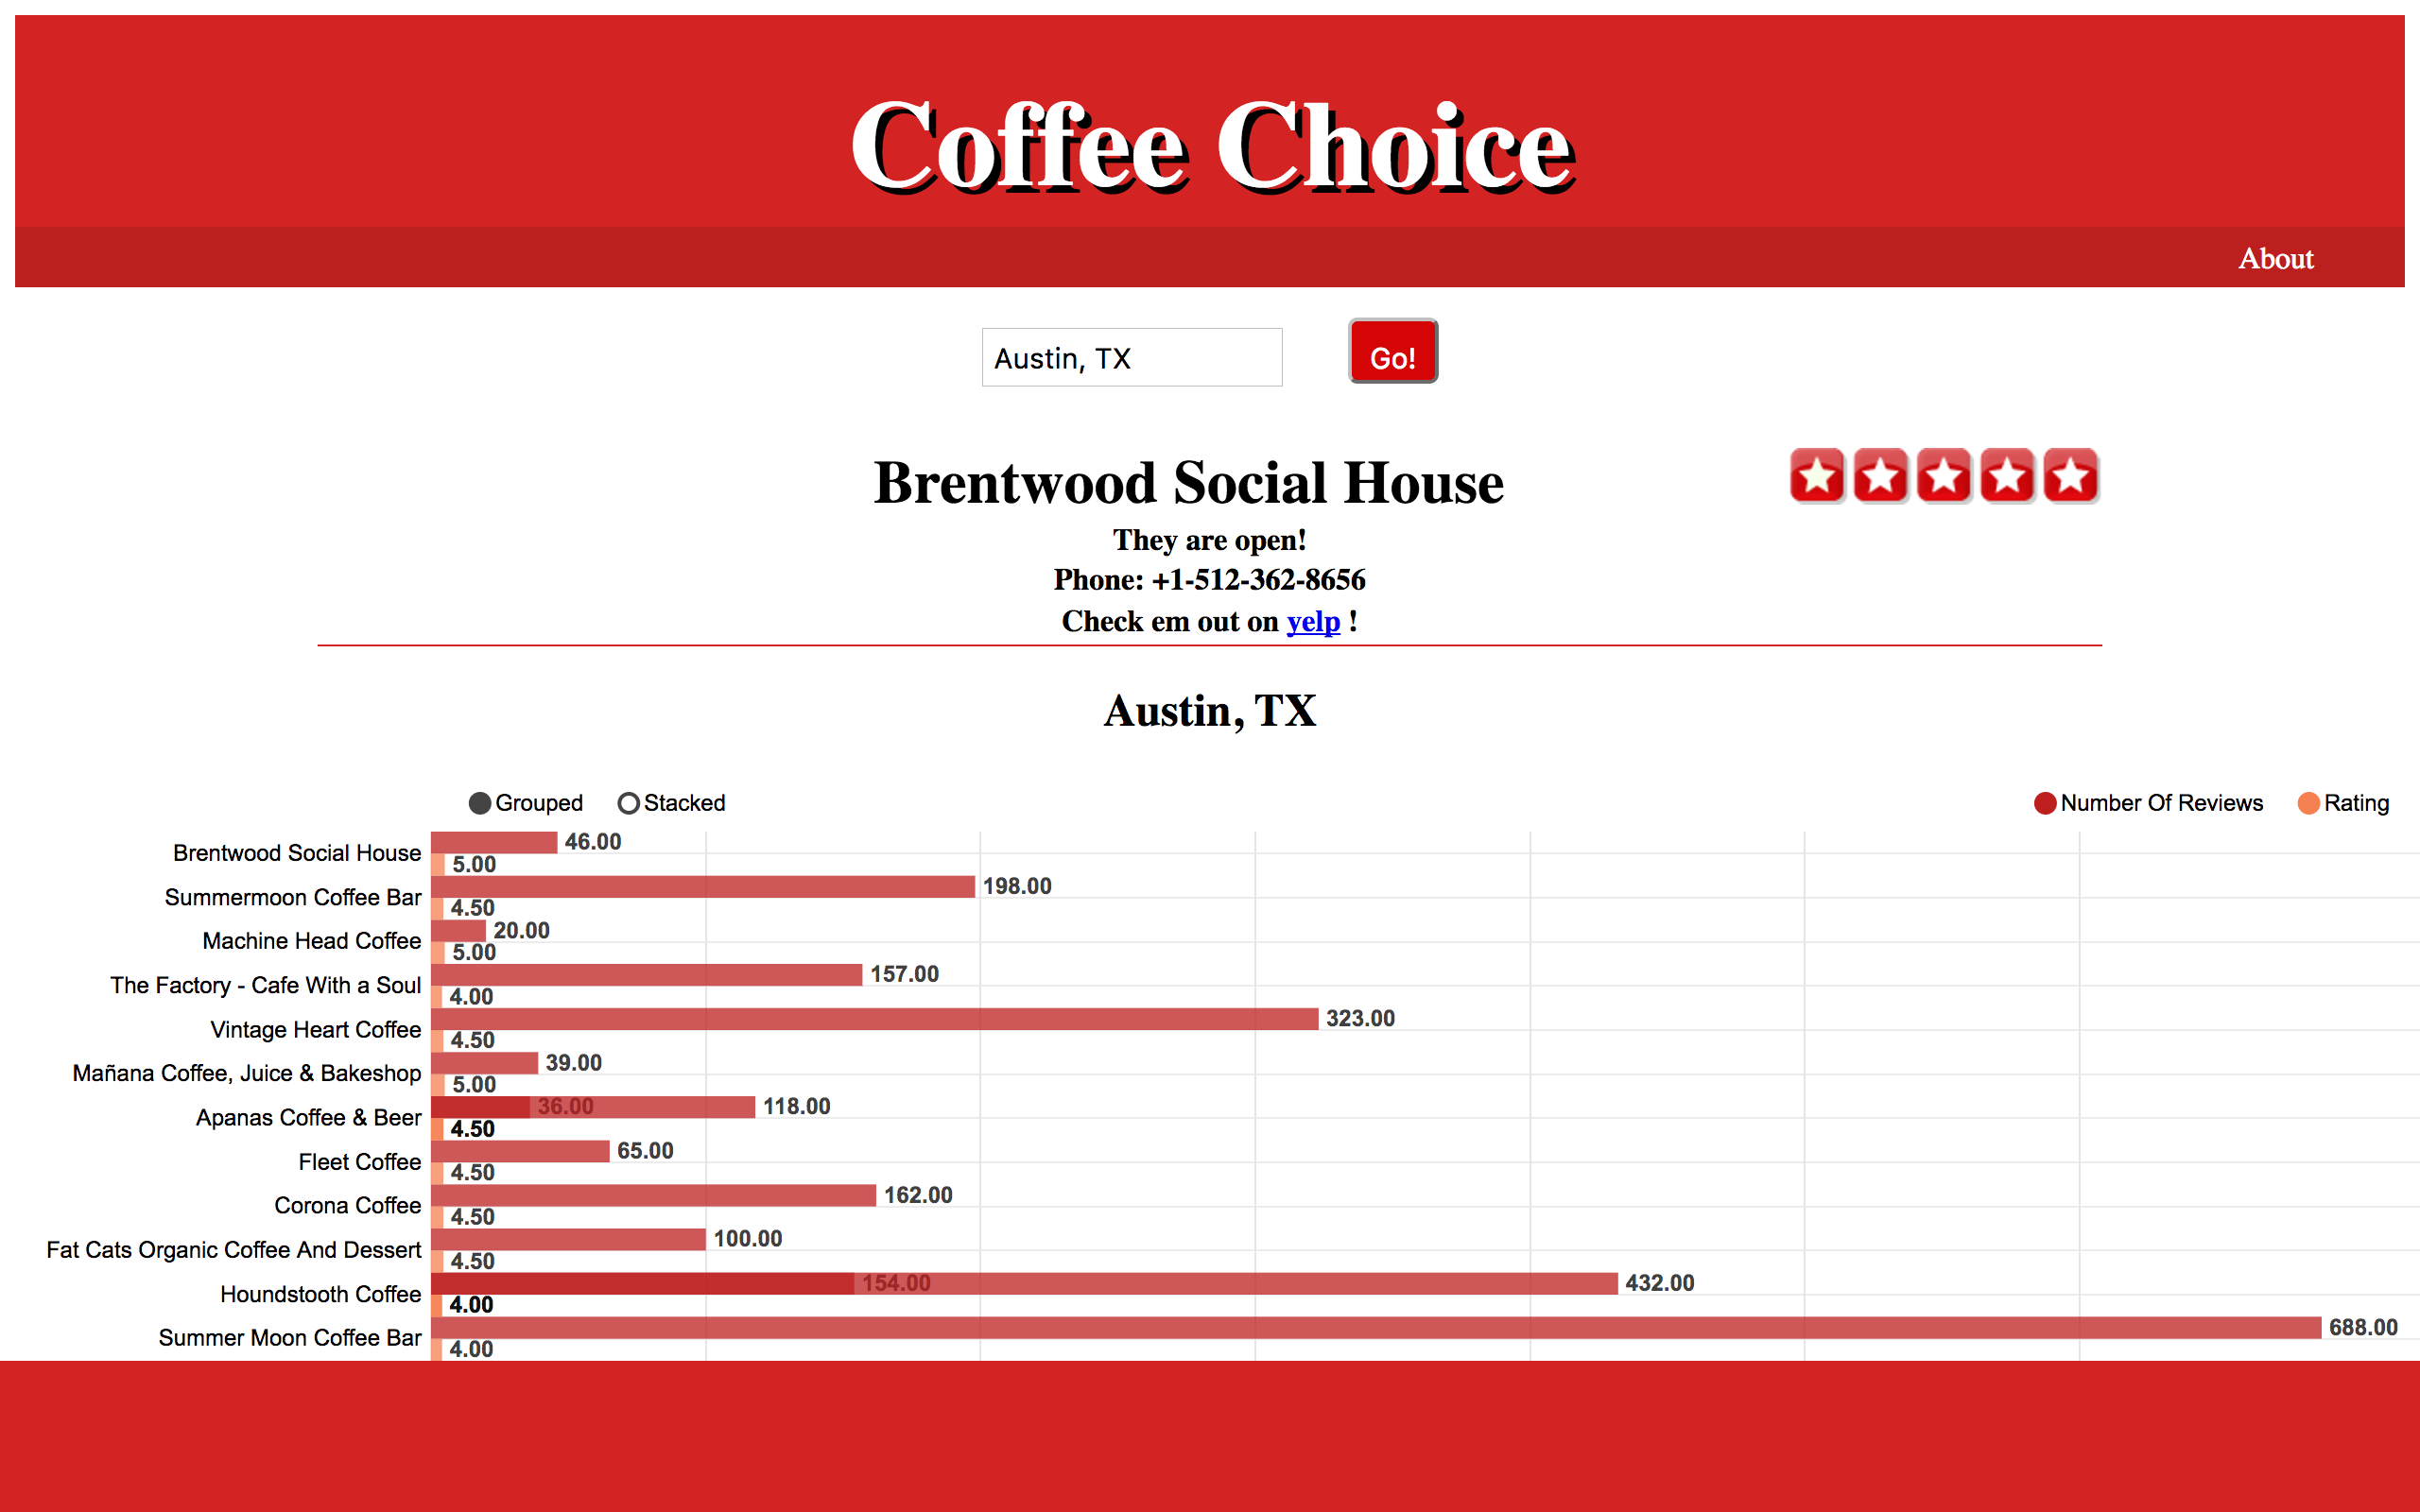 Coffee Choice
About
Austin, TX
Go!
Brentwood Social House
They are open!
Phone: +1-512-362-8656
Check em out on yelp !
Austin, TX
Grouped Stacked Number Of Reviews Rating
Brentwood Social House 46.00
5.00
Summermoon Coffee Bar 198.00
4.50
Machine Head Coffee 20.00
5.00
The Factory - Cafe With a Soul 157.00
4.00
Vintage Heart Coffee 323.00
4.50
Mañana Coffee, Juice & Bakeshop 39.00
5.00
Apanas Coffee & Beer 36.00 118.00
4.50
Fleet Coffee 65.00
4.50
Corona Coffee 162.00
4.50
Fat Cats Organic Coffee And Dessert 100.00
4.50
Houndstooth Coffee 154.00 432.00
4.00
Summer Moon Coffee Bar 688.00
4.00